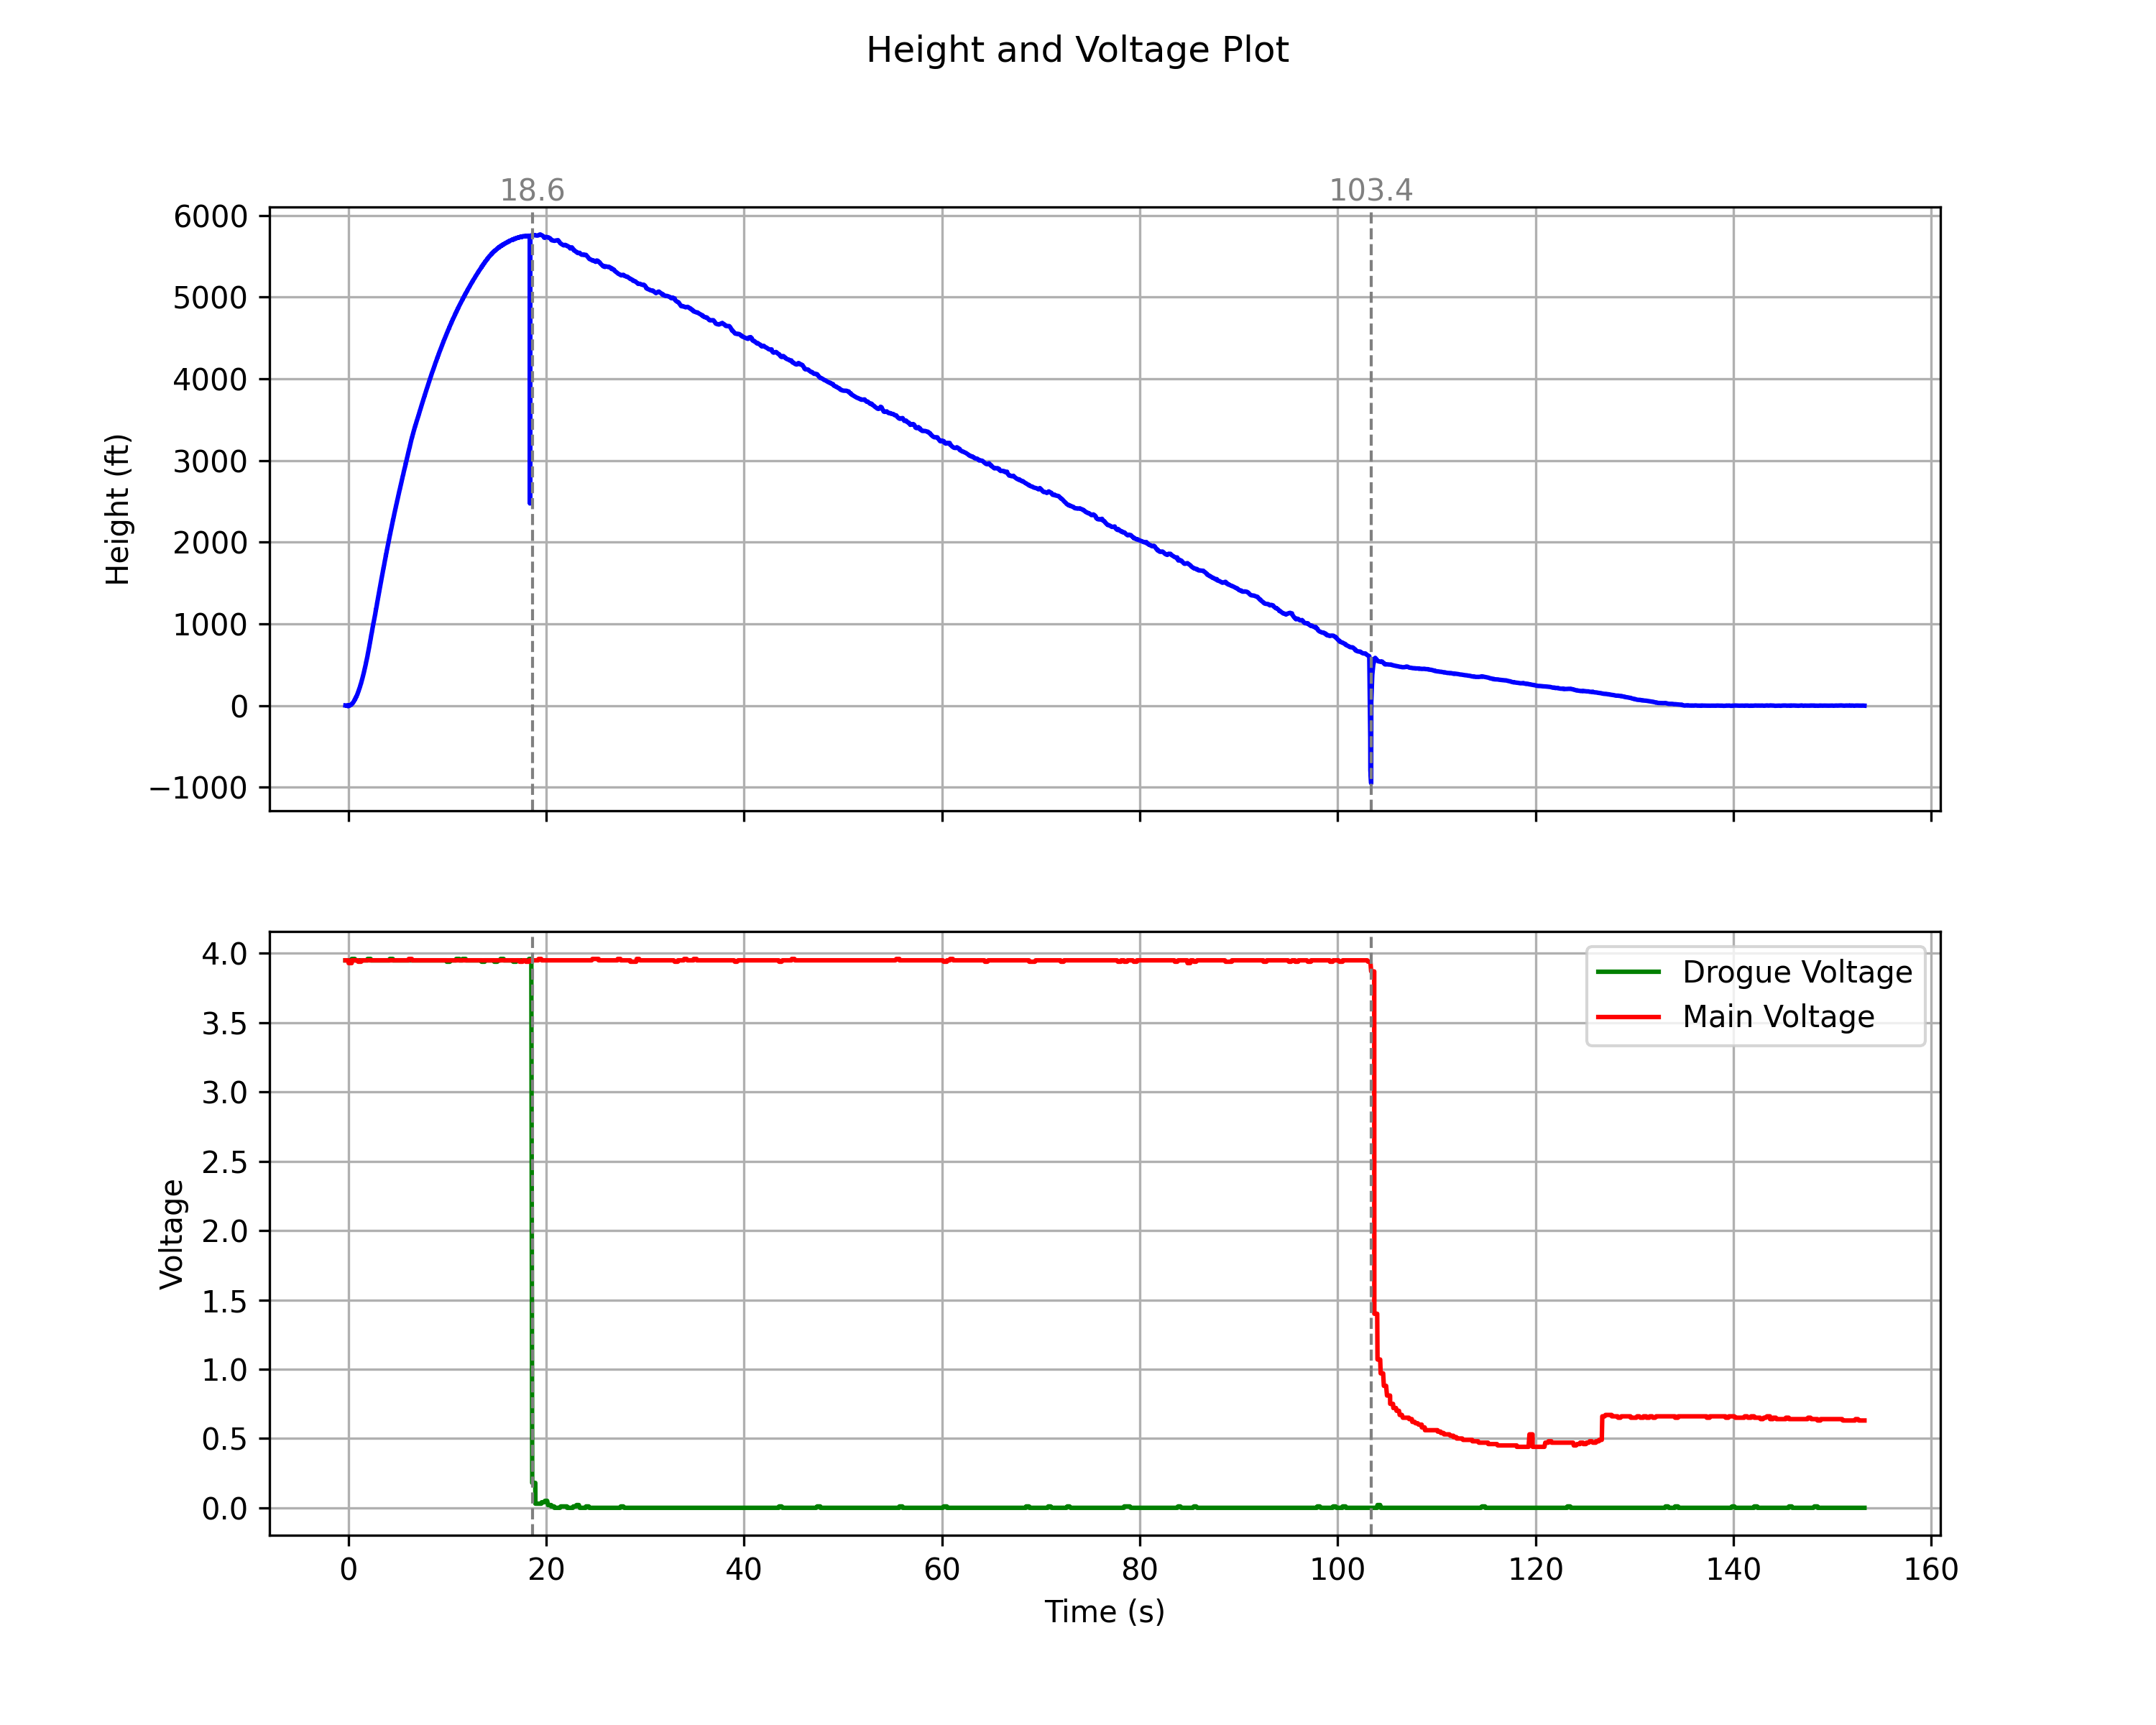 Height and Voltage Plot
18.6 103.4
6000
5000
4000
3000
2000
1000
0
−1000
Height (ft)
4.0
3.5
3.0
2.5
2.0
1.5
1.0
0.5
0.0
Voltage
Drogue Voltage
Main Voltage
0 20 40 60 80 100 120 140 160
Time (s)